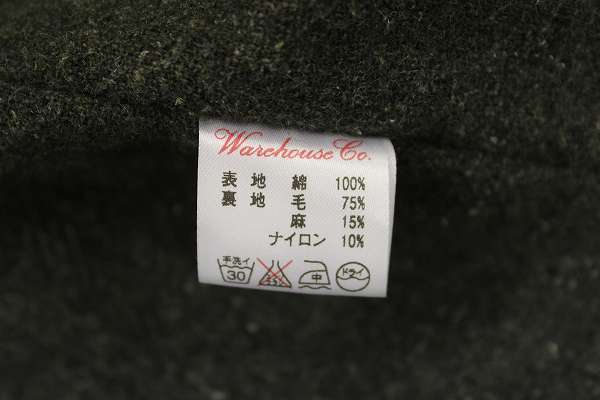 Warehouse Co.
表 地 綿 100%
裏 地 毛 75%
麻 15%
ナイロン 10%
手洗イ 30 中 ドライ